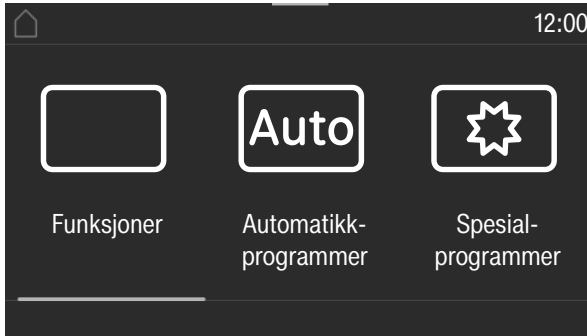 12:00
Auto
Funksjoner
Automatikk-
programmer
Spesial-
programmer